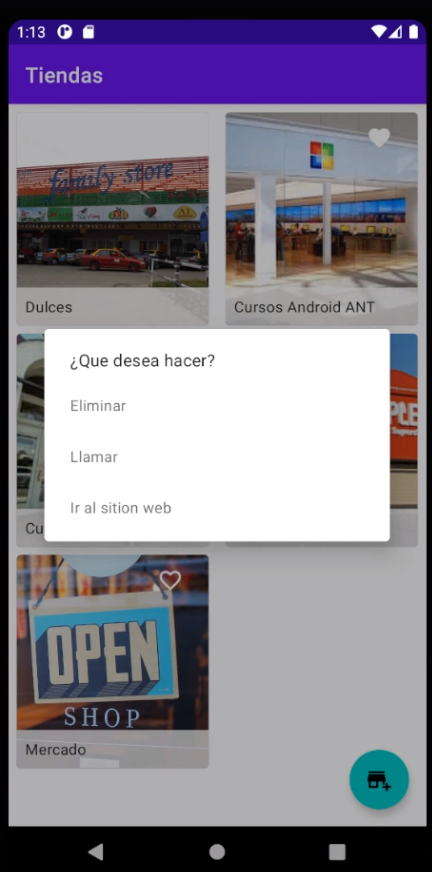 1:13
Tiendas
family store
Dulces
Cursos Android ANT
¿Que desea hacer?
Eliminar
Llamar
Ir al sition web
Cu
OPEN
SHOP
Mercado